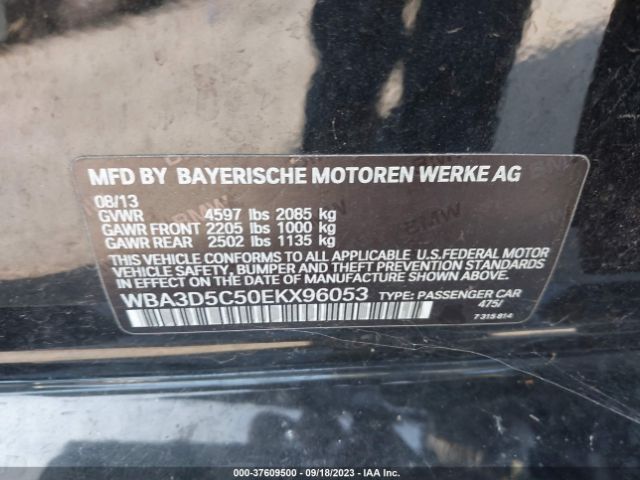 MFD BY BAYERISCHE MOTOREN WERKE AG
08/13
GVWR 4597 lbs 2085 kg
GAWR FRONT 2205 lbs 1000 kg
GAWR REAR 2502 lbs 1135 kg
THIS VEHICLE CONFORMS TO ALL APPLICABLE U.S.FEDERAL MOTOR
VEHICLE SAFETY, BUMPER AND THEFT PREVENTION STANDARDS IN
EFFECT ON THE DATE OF MANUFACTURE SHOWN ABOVE.
WBA3D5C50EKX96053 TYPE: PASSENGER CAR
475/
7 315 814
000-37609500 - 09/18/2023 - IAA Inc.